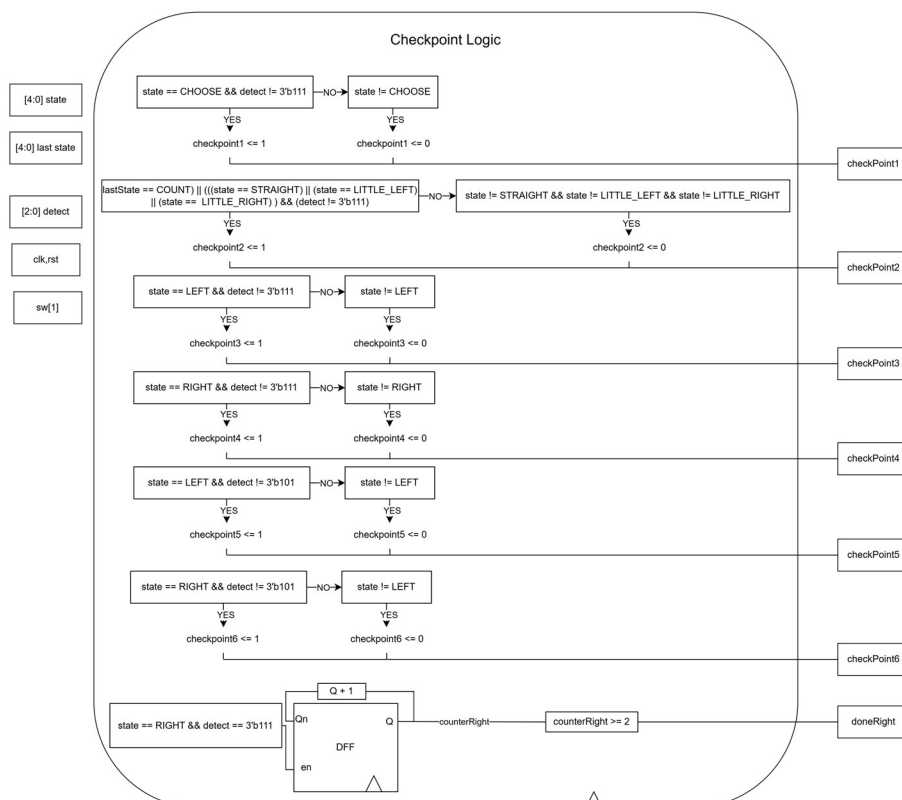 Checkpoint Logic
[4:0] state
[4:0] last state
[2:0] detect
clk,rst
sw[1]
state == CHOOSE && detect != 3'b111
NO
state != CHOOSE
YES
YES
checkpoint1 <= 1
checkpoint1 <= 0
checkPoint1
lastState == COUNT) || (((state == STRAIGHT) || (state == LITTLE_LEFT)
|| (state == LITTLE_RIGHT) ) && (detect != 3'b111)
NO
state != STRAIGHT && state != LITTLE_LEFT && state != LITTLE_RIGHT
YES
YES
checkpoint2 <= 1
checkpoint2 <= 0
checkPoint2
state == LEFT && detect != 3'b111
NO
state != LEFT
YES
YES
checkpoint3 <= 1
checkpoint3 <= 0
checkPoint3
state == RIGHT && detect != 3'b111
NO
state != RIGHT
YES
YES
checkpoint4 <= 1
checkpoint4 <= 0
checkPoint4
state == LEFT && detect != 3'b101
NO
state != LEFT
YES
YES
checkpoint5 <= 1
checkpoint5 <= 0
checkPoint5
state == RIGHT && detect != 3'b101
NO
state != LEFT
YES
YES
checkpoint6 <= 1
checkpoint6 <= 0
checkPoint6
state == RIGHT && detect == 3'b111
Q + 1
Qn
Q
DFF
en
counterRight
counterRight >= 2
doneRight